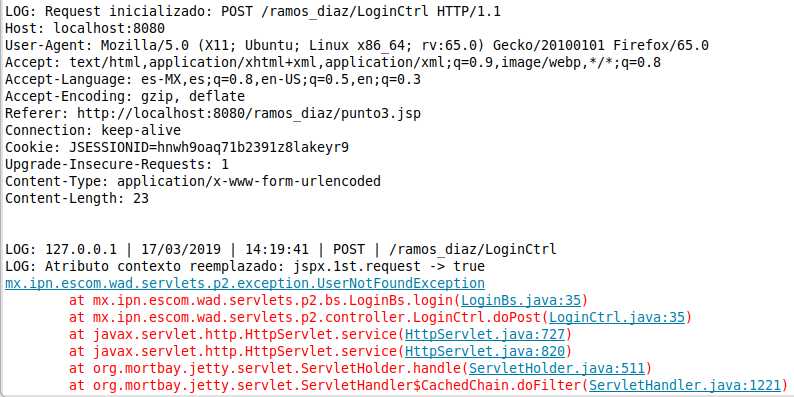 LOG: Request inicializado: POST /ramos_diaz/LoginCtrl HTTP/1.1
Host: localhost:8080
User-Agent: Mozilla/5.0 (X11; Ubuntu; Linux x86_64; rv:65.0) Gecko/20100101 Firefox/65.0
Accept: text/html,application/xhtml+xml,application/xml;q=0.9,image/webp,*/*;q=0.8
Accept-Language: es-MX,es;q=0.8,en-US;q=0.5,en;q=0.3
Accept-Encoding: gzip, deflate
Referer: http://localhost:8080/ramos_diaz/punto3.jsp
Connection: keep-alive
Cookie: JSESSIONID=hnwh9oaq71b2391z8lakeyr9
Upgrade-Insecure-Requests: 1
Content-Type: application/x-www-form-urlencoded
Content-Length: 23
LOG: 127.0.0.1 | 17/03/2019 | 14:19:41 | POST | /ramos_diaz/LoginCtrl
LOG: Atributo contexto reemplazado: jspx.1st.request -> true
mx.ipn.escom.wad.servlets.p2.exception.UserNotFoundException
at mx.ipn.escom.wad.servlets.p2.bs.LoginBs.login(LoginBs.java:35)
at mx.ipn.escom.wad.servlets.p2.controller.LoginCtrl.doPost(LoginCtrl.java:35)
at javax.servlet.http.HttpServlet.service(HttpServlet.java:727)
at javax.servlet.http.HttpServlet.service(HttpServlet.java:820)
at org.mortbay.jetty.servlet.ServletHolder.handle(ServletHolder.java:511)
at org.mortbay.jetty.servlet.ServletHandler$CachedChain.doFilter(ServletHandler.java:1221)